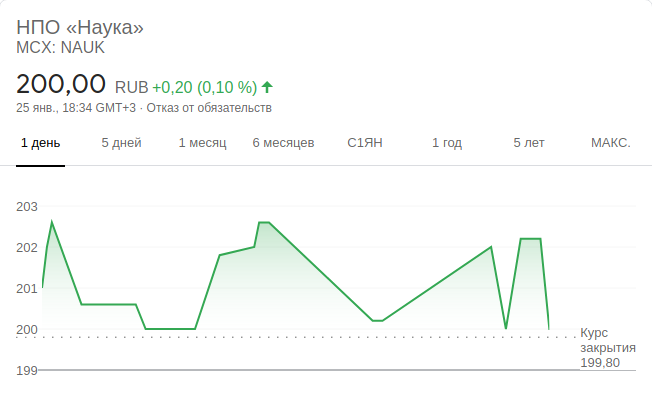 НПО «Наука»
MCX: NAUK
200,00 RUB +0,20 (0,10 %)
25 янв., 18:34 GMT+3 · Отказ от обязательств
1 день 5 дней 1 месяц 6 месяцев С1ЯН 1 год 5 лет МАКС.
203
202
201
200
Курс
закрытия
199,80
199